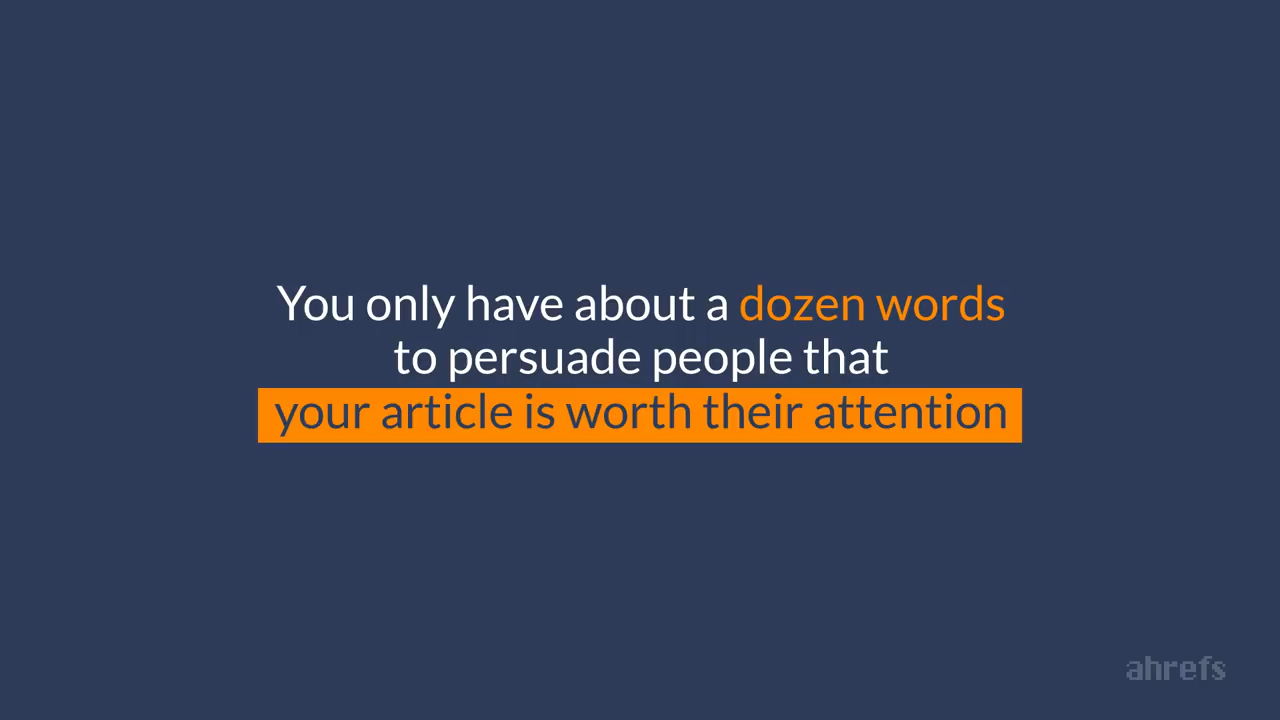 You only have about a dozen words
to persuade people that
your article is worth their attention
ahrefs